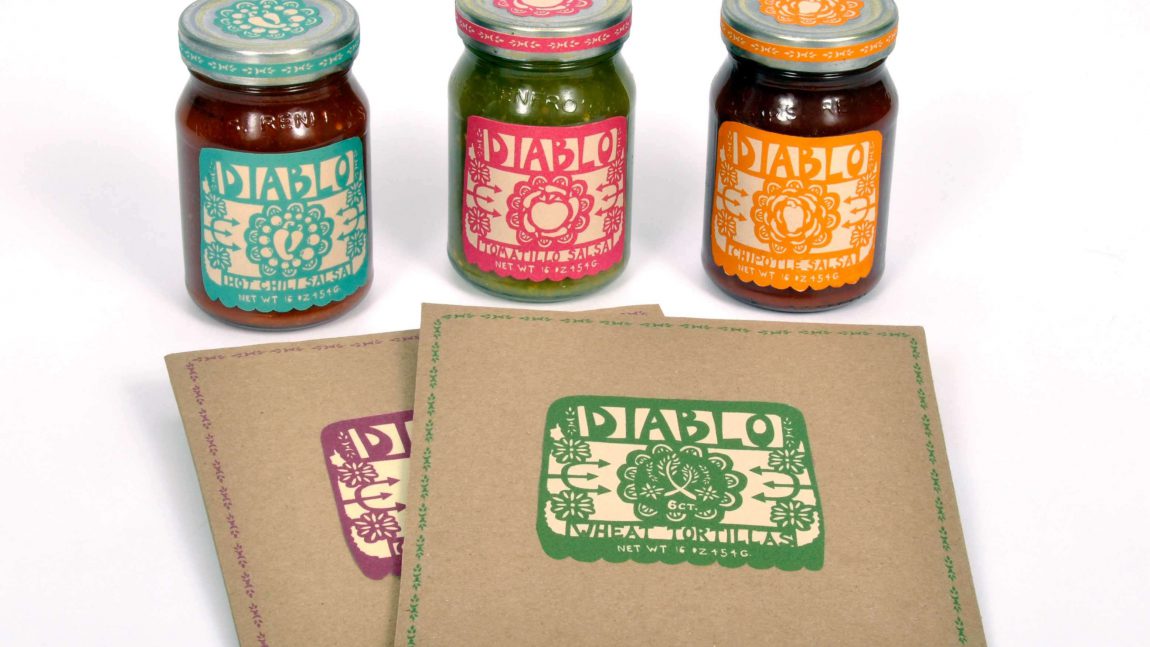 DIABLO
HOT CHILI SALSA
NET WT 16 OZ 454G.
DIABLO
TOMATILLO SALSA
NET WT 16 OZ 454G.
DIABLO
CHIPOTLE SALSA
NET WT 16 OZ 454G.
DIABLO
6CT.
WHEAT TORTILLAS
NET WT 16 OZ 454G.